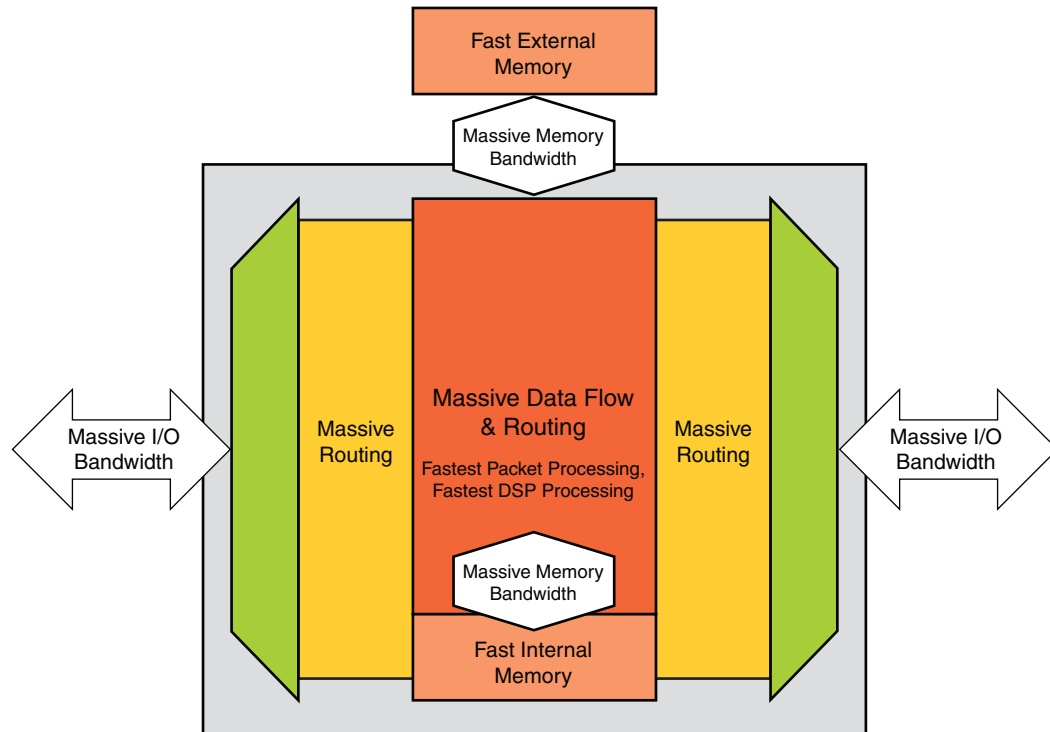 Fast External
Memory
Massive Memory
Bandwidth
Massive I/O
Bandwidth
Massive
Routing
Massive Data Flow
& Routing
Fastest Packet Processing,
Fastest DSP Processing
Massive
Routing
Massive I/O
Bandwidth
Massive Memory
Bandwidth
Fast Internal
Memory